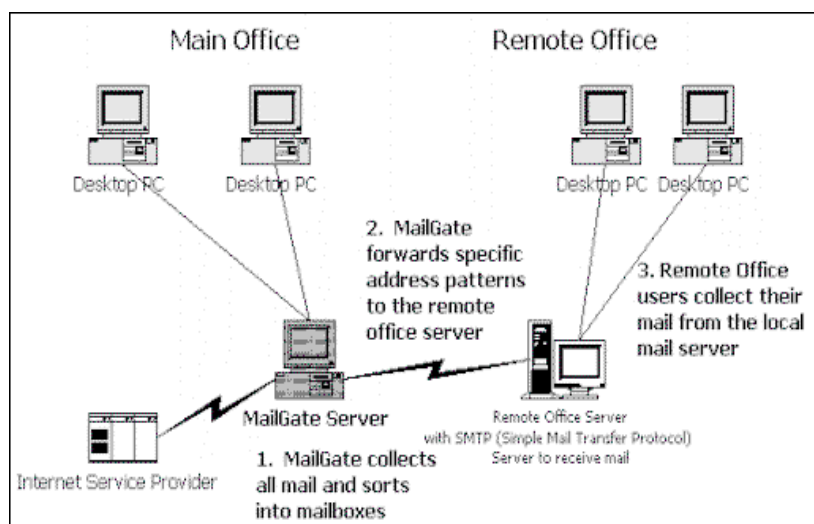 Main Office
Remote Office
Desktop PC
Desktop PC
Desktop PC
Desktop PC
2. MailGate
forwards specific
address patterns
to the remote
office server
3. Remote Office
users collect their
mail from the local
mail server
MailGate Server
Remote Office Server
with SMTP (Simple Mail Transfer Protocol)
Server to receive mail
Internet Service Provider
1. MailGate collects
all mail and sorts
into mailboxes